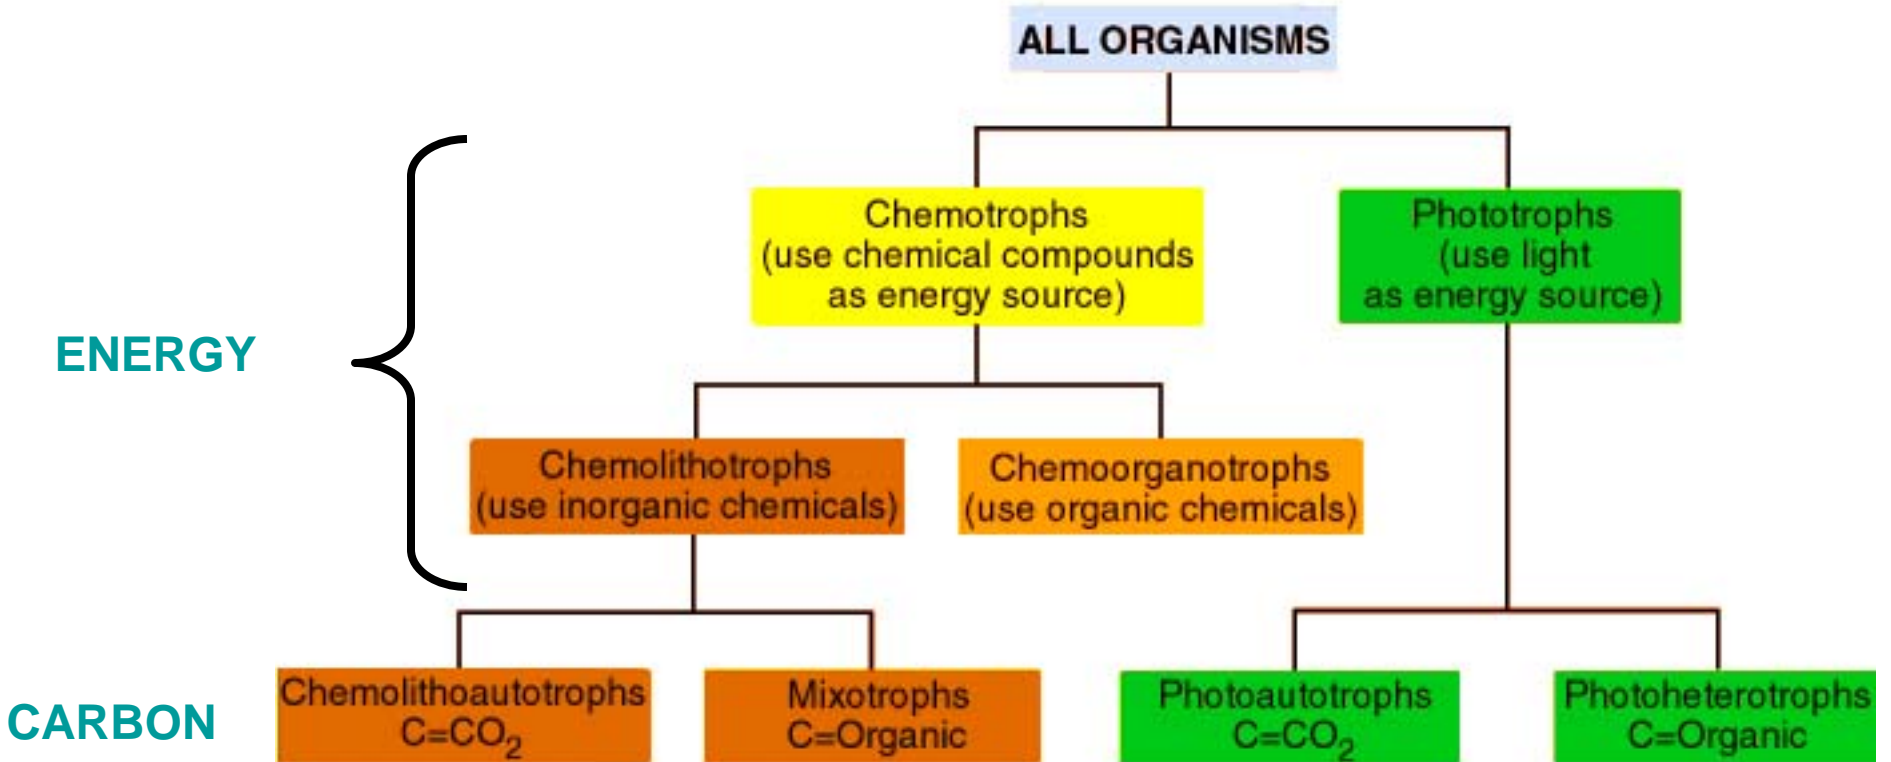 ALL ORGANISMS
Chemotrophs
(use chemical compounds
as energy source)
Phototrophs
(use light
as energy source)
ENERGY
Chemolithotrophs
(use inorganic chemicals)
Chemoorganotrophs
(use organic chemicals)
CARBON
Chemolithoautotrophs
C=CO₂
Mixotrophs
C=Organic
Photoautotrophs
C=CO₂
Photoheterotrophs
C=Organic